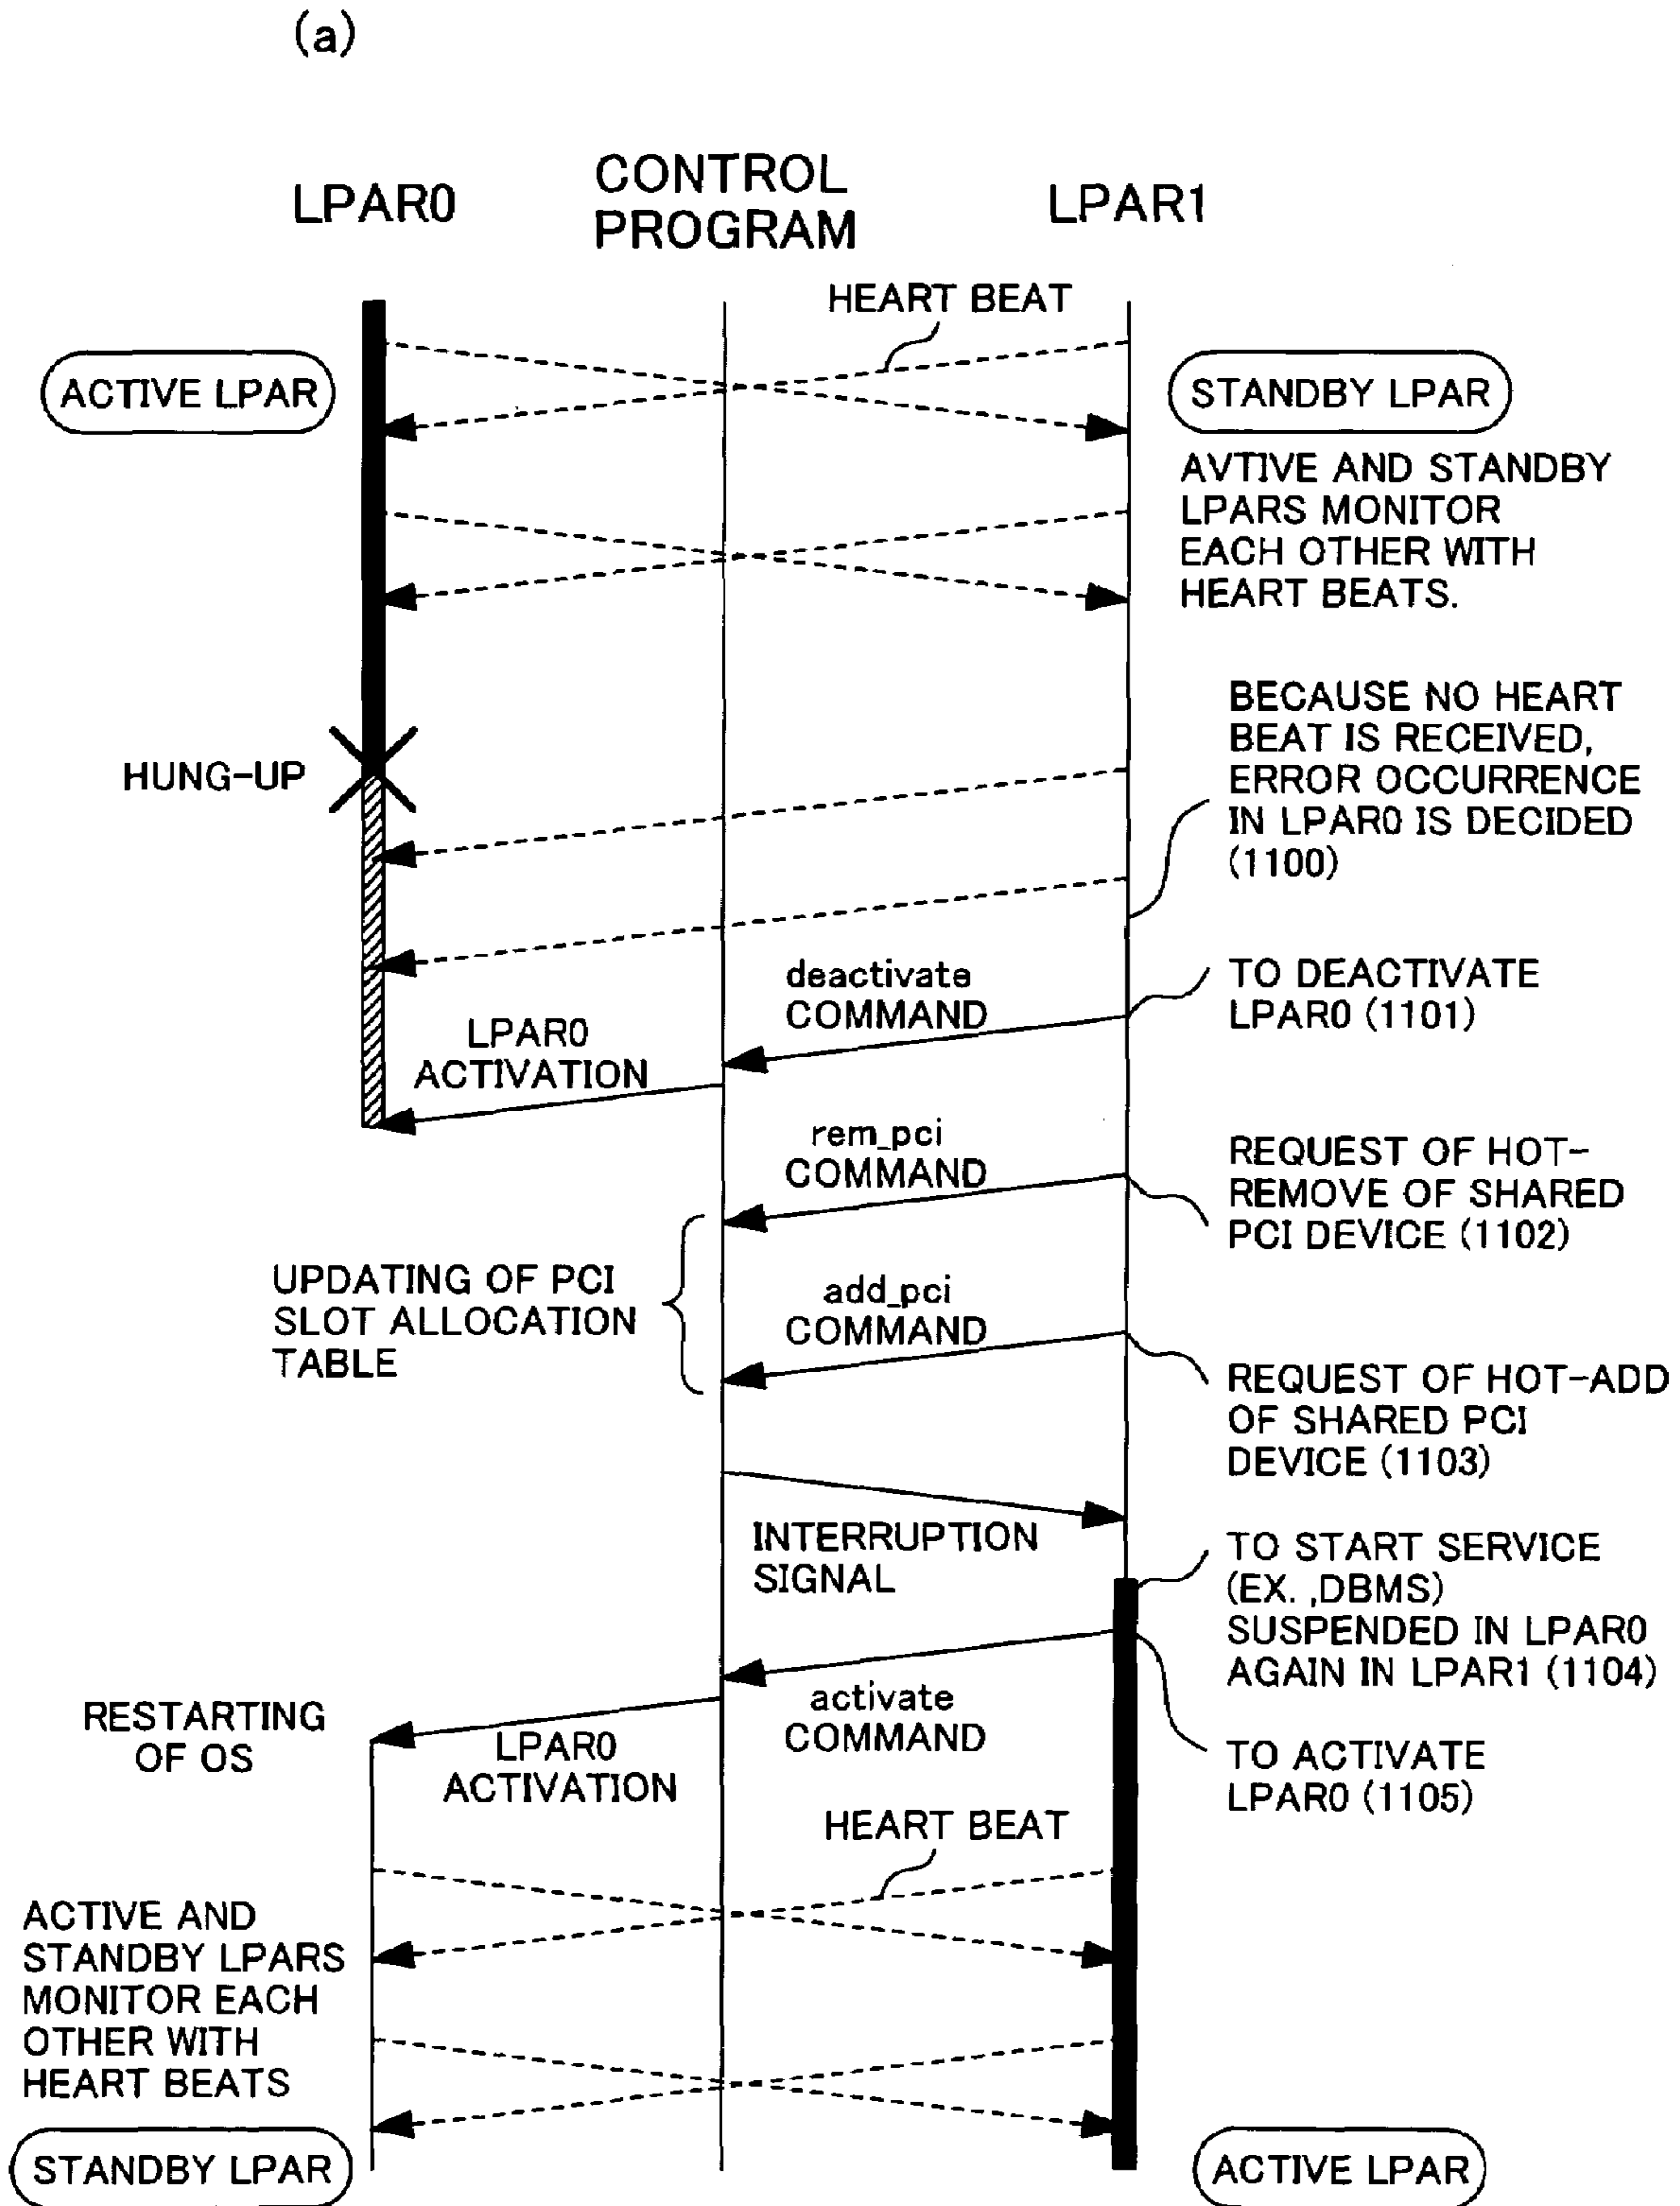 (a)
LPAR0
CONTROL
PROGRAM
LPAR1
HEART BEAT
ACTIVE LPAR
STANDBY LPAR
AVTIVE AND STANDBY
LPARS MONITOR
EACH OTHER WITH
HEART BEATS.
BECAUSE NO HEART
BEAT IS RECEIVED,
ERROR OCCURRENCE
IN LPAR0 IS DECIDED
(1100)
HUNG-UP
deactivate
COMMAND
TO DEACTIVATE
LPAR0 (1101)
LPAR0
ACTIVATION
rem_pci
COMMAND
REQUEST OF HOT-
REMOVE OF SHARED
PCI DEVICE (1102)
UPDATING OF PCI
SLOT ALLOCATION
TABLE
add_pci
COMMAND
REQUEST OF HOT-ADD
OF SHARED PCI
DEVICE (1103)
INTERRUPTION
SIGNAL
TO START SERVICE
(EX. ,DBMS)
SUSPENDED IN LPAR0
AGAIN IN LPAR1 (1104)
activate
COMMAND
RESTARTING
OF OS
LPAR0
ACTIVATION
TO ACTIVATE
LPAR0 (1105)
HEART BEAT
ACTIVE AND
STANDBY LPARS
MONITOR EACH
OTHER WITH
HEART BEATS
STANDBY LPAR
ACTIVE LPAR